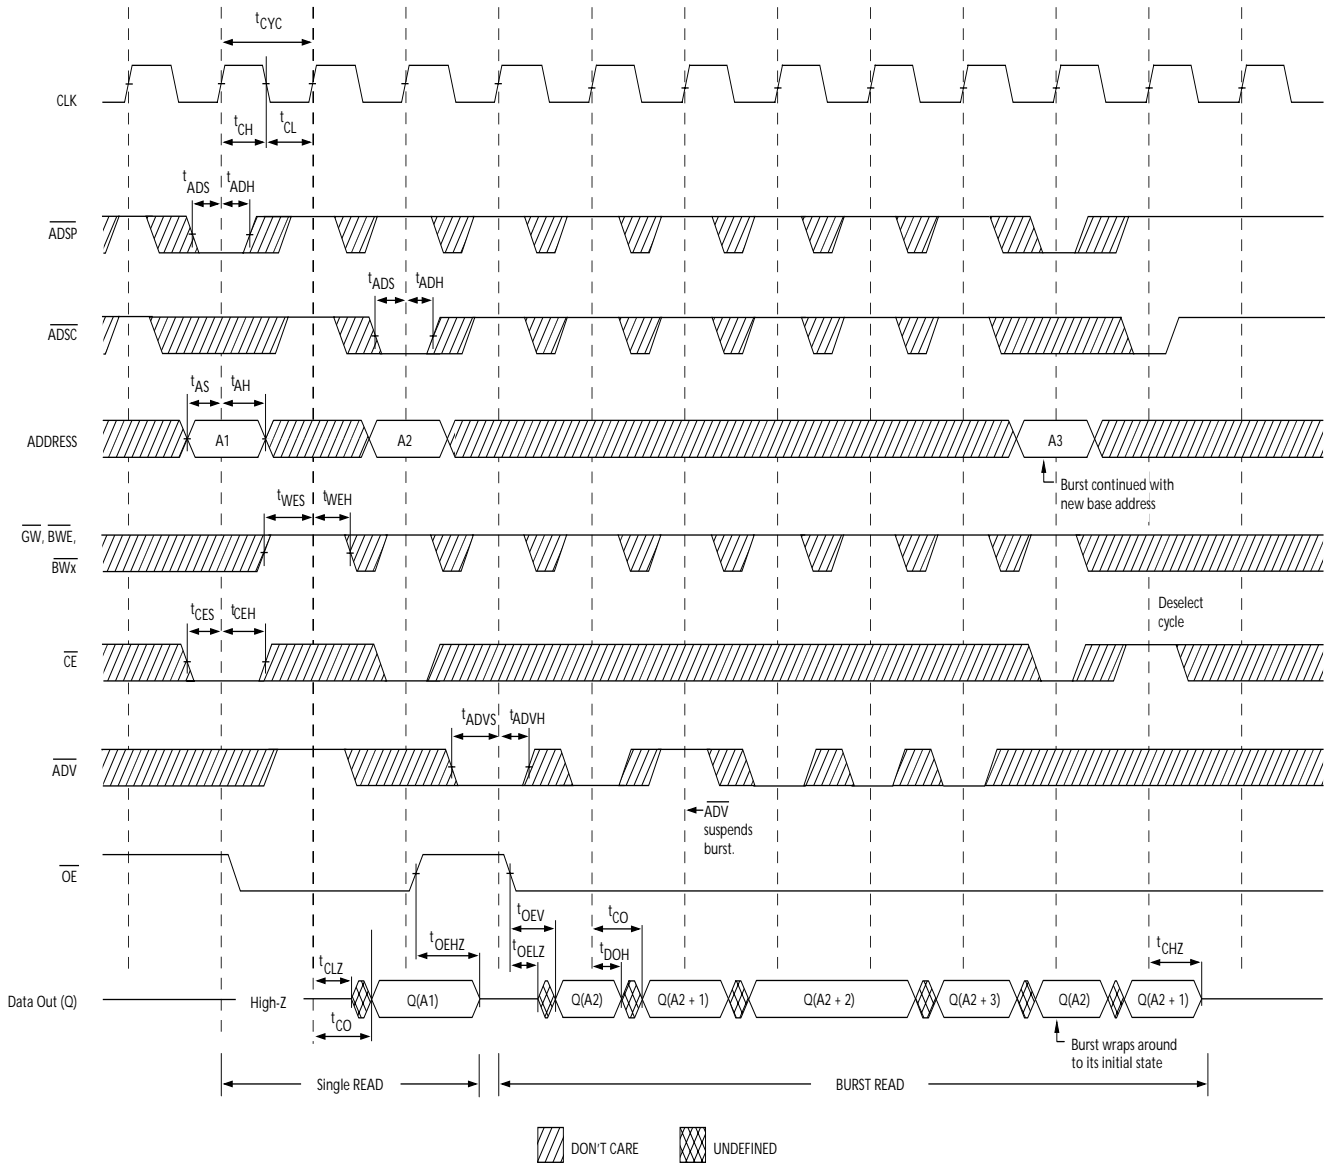 tCYC
CLK
tCH
tCL
tADS
tADH
ADSP
tADS
tADH
ADSC
tAS
tAH
ADDRESS
A1
A2
A3
Burst continued with
new base address
tWES
tWEH
GW, BWE,
BWx
Deselect
cycle
tCES
tCEH
CE
tADVS
tADVH
ADV
ADV
suspends
burst.
OE
tOEV
tCO
tOEHZ
tOELZ
tDOH
tCHZ
tCLZ
Data Out (Q)
High-Z
Q(A1)
Q(A2)
Q(A2 + 1)
Q(A2 + 2)
Q(A2 + 3)
Q(A2)
Q(A2 + 1)
tCO
Burst wraps around
to its initial state
Single READ
BURST READ
DON'T CARE
UNDEFINED